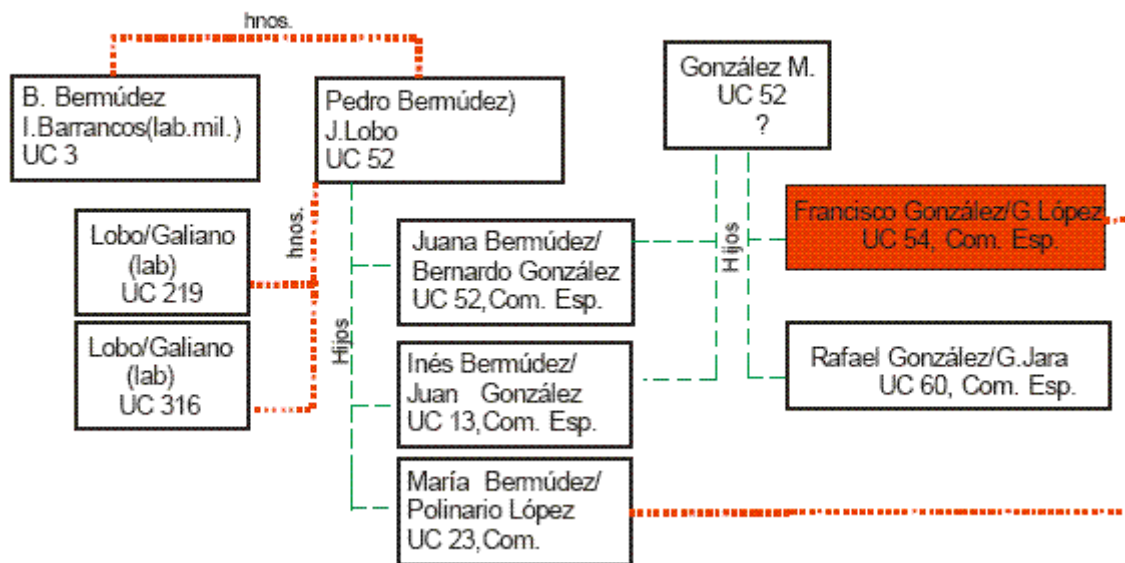 hnos.
B. Bermúdez
I.Barrancos(lab.mil.)
UC 3
Pedro Bermúdez)
J.Lobo
UC 52
González M.
UC 52
?
Lobo/Galiano
(lab)
UC 219
Lobo/Galiano
(lab)
UC 316
hnos.
Hijos
Juana Bermúdez/
Bernardo González
UC 52,Com. Esp.
Inés Bermúdez/
Juan González
UC 13,Com. Esp.
María Bermúdez/
Polinario López
UC 23,Com.
Hijos
Francisco González/G.López
UC 54, Com. Esp.
Rafael González/G.Jara
UC 60, Com. Esp.